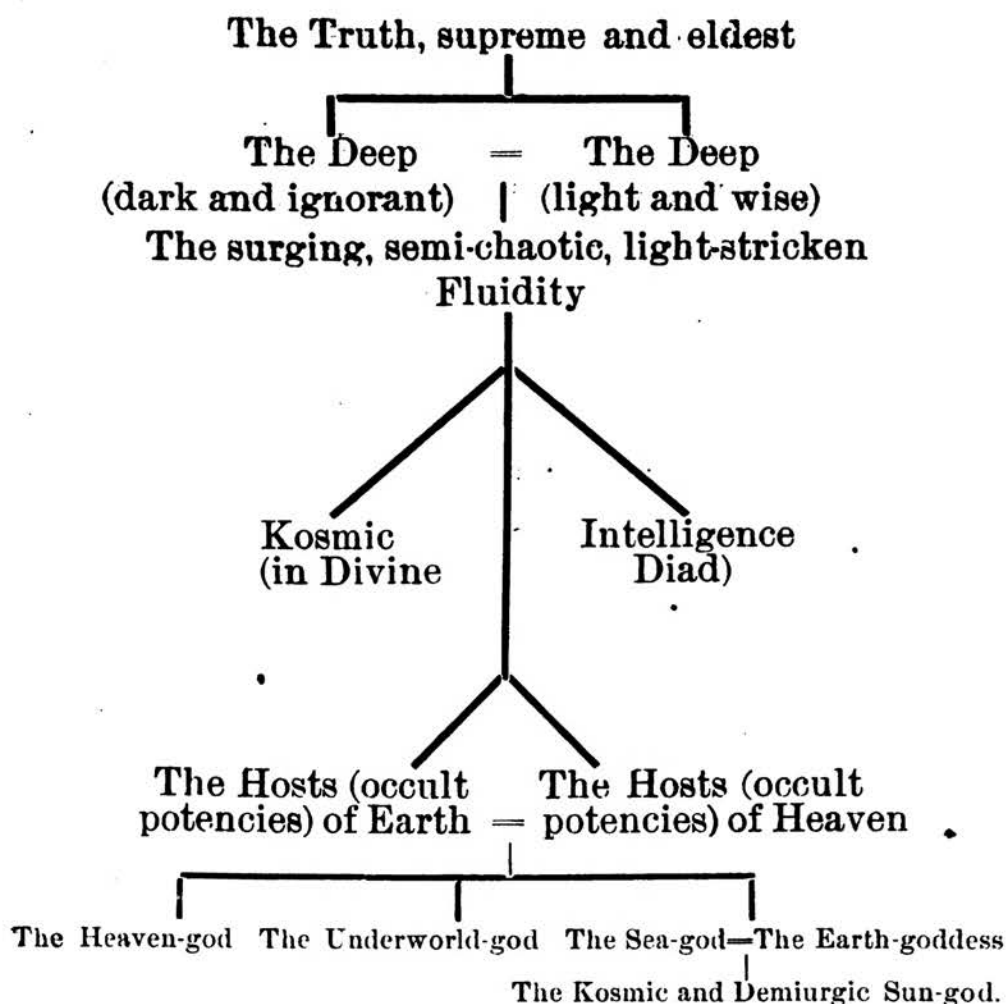 The Truth, supreme and eldest
The Deep = The Deep
(dark and ignorant) (light and wise)
The surging, semi-chaotic, light-stricken
Fluidity
Kosmic Intelligence
(in Divine Diad)
The Hosts (occult The Hosts (occult
potencies) of Earth = potencies) of Heaven
The Heaven-god The Underworld-god The Sea-god=The Earth-goddess
The Kosmic and Demiurgic Sun-god.